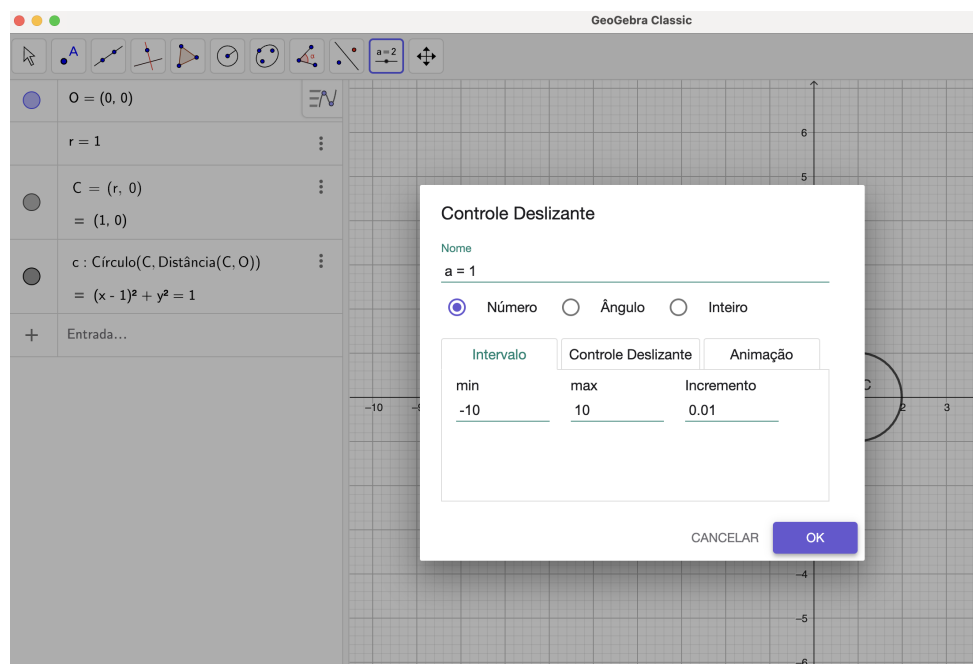 GeoGebra Classic
A
a=2
O = (0, 0)
r = 1
C = (r, 0)
= (1, 0)
c : Círculo(C, Distância(C, O))
= (x - 1)² + y² = 1
+ Entrada…
6
5
Controle Deslizante
Nome
a = 1
Número Ângulo Inteiro
Intervalo Controle Deslizante Animação
min max Incremento
-10 10 0.01
C
–10 2 3
CANCELAR OK
–4
–5
–6